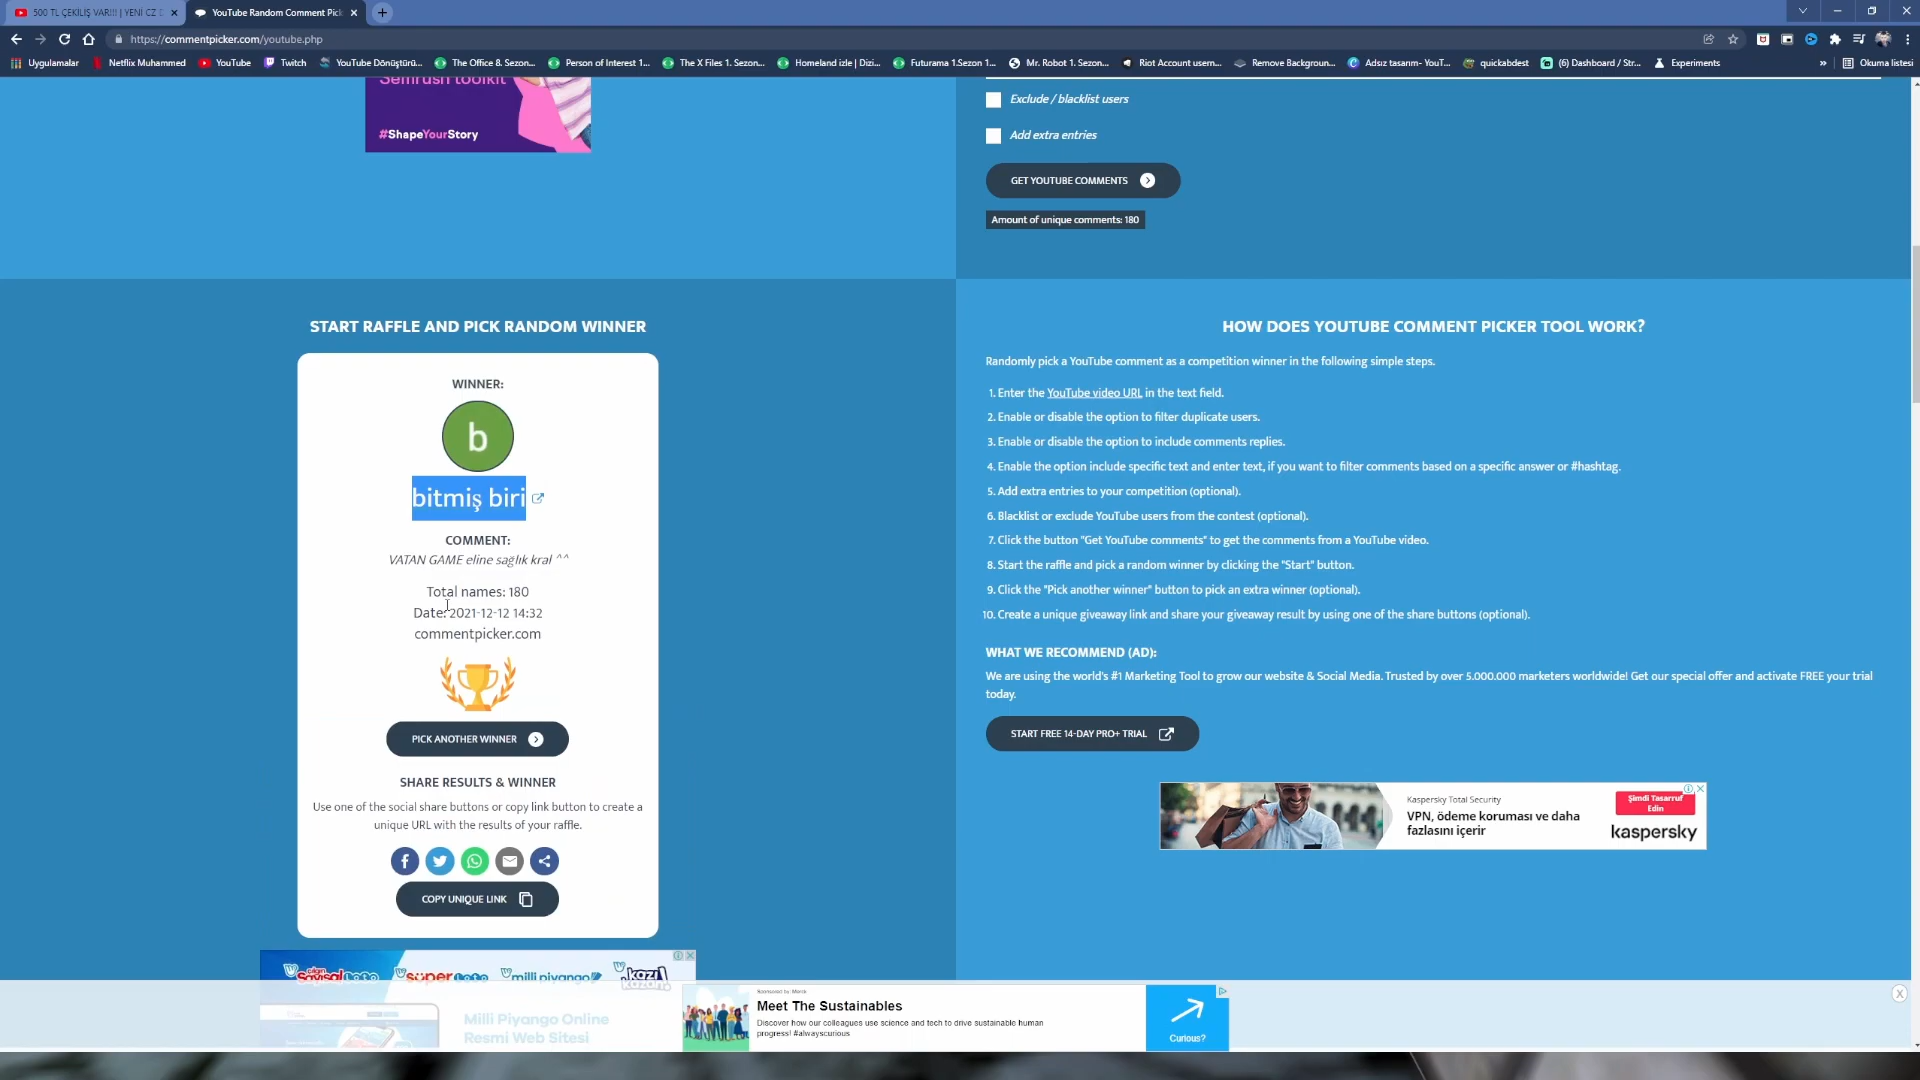 500 TL ÇEKİLİŞ VAR!!! | YENİ CZ
YouTube Random Comment Pick
https://commentpicker.com/youtube.php
Uygulamalar
Netflix Muhammed
YouTube
Twitch
YouTube Dönüştürü...
The Office 8. Sezon...
Person of Interest 1...
The X Files 1. Sezon...
Homeland izle | Dizi...
Futurama 1.Sezon 1...
Mr. Robot 1. Sezon...
Riot Account usern...
Remove Backgroun...
Adsız tasarım- YouT...
quickabdest
(6) Dashboard / Str...
Experiments
»
Okuma listesi
Semrush toolkit
#ShapeYourStory
Exclude / blacklist users
Add extra entries
GET YOUTUBE COMMENTS
Amount of unique comments: 180
START RAFFLE AND PICK RANDOM WINNER
WINNER:
b
bitmiş biri
COMMENT:
VATAN GAME eline sağlık kral ^^
Total names: 180
Date: 2021-12-12 14:32
commentpicker.com
PICK ANOTHER WINNER
SHARE RESULTS & WINNER
Use one of the social share buttons or copy link button to create a
unique URL with the results of your raffle.
COPY UNIQUE LINK
HOW DOES YOUTUBE COMMENT PICKER TOOL WORK?
Randomly pick a YouTube comment as a competition winner in the following simple steps.
1. Enter the YouTube video URL in the text field.
2. Enable or disable the option to filter duplicate users.
3. Enable or disable the option to include comments replies.
4. Enable the option include specific text and enter text, if you want to filter comments based on a specific answer or #hashtag.
5. Add extra entries to your competition (optional).
6. Blacklist or exclude YouTube users from the contest (optional).
7. Click the button "Get YouTube comments" to get the comments from a YouTube video.
8. Start the raffle and pick a random winner by clicking the "Start" button.
9. Click the "Pick another winner" button to pick an extra winner (optional).
10. Create a unique giveaway link and share your giveaway result by using one of the share buttons (optional).
WHAT WE RECOMMEND (AD):
We are using the world's #1 Marketing Tool to grow our website & Social Media. Trusted by over 5.000.000 marketers worldwide! Get our special offer and activate FREE your trial
today.
START FREE 14-DAY PRO+ TRIAL
Kaspersky Total Security
VPN, ödeme koruması ve daha
fazlasını içerir
Şimdi Tasarruf
Edin
kaspersky
Çılgın Sayısal Loto
süper Loto
milli piyango
kazı kazan!
Milli Piyango Online
Resmi Web Sitesi
Sponsored by: Merck
Meet The Sustainables
Discover how our colleagues use science and tech to drive sustainable human
progress! #alwayscurious
Curious?
X